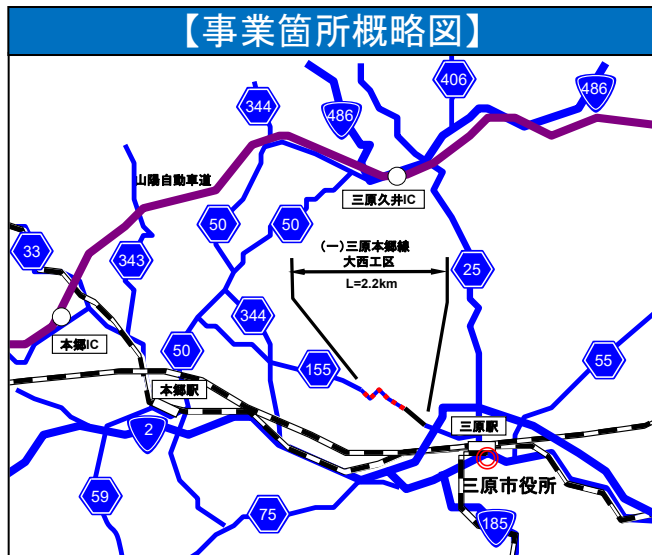 【事業箇所概略図】
406
344
486
486
山陽自動車道
三原久井IC
50
50
33
343
(一)三原本郷線
大西工区
L=2.2km
25
344
本郷IC
50
155
55
本郷駅
三原駅
2
三原市役所
59
75
185